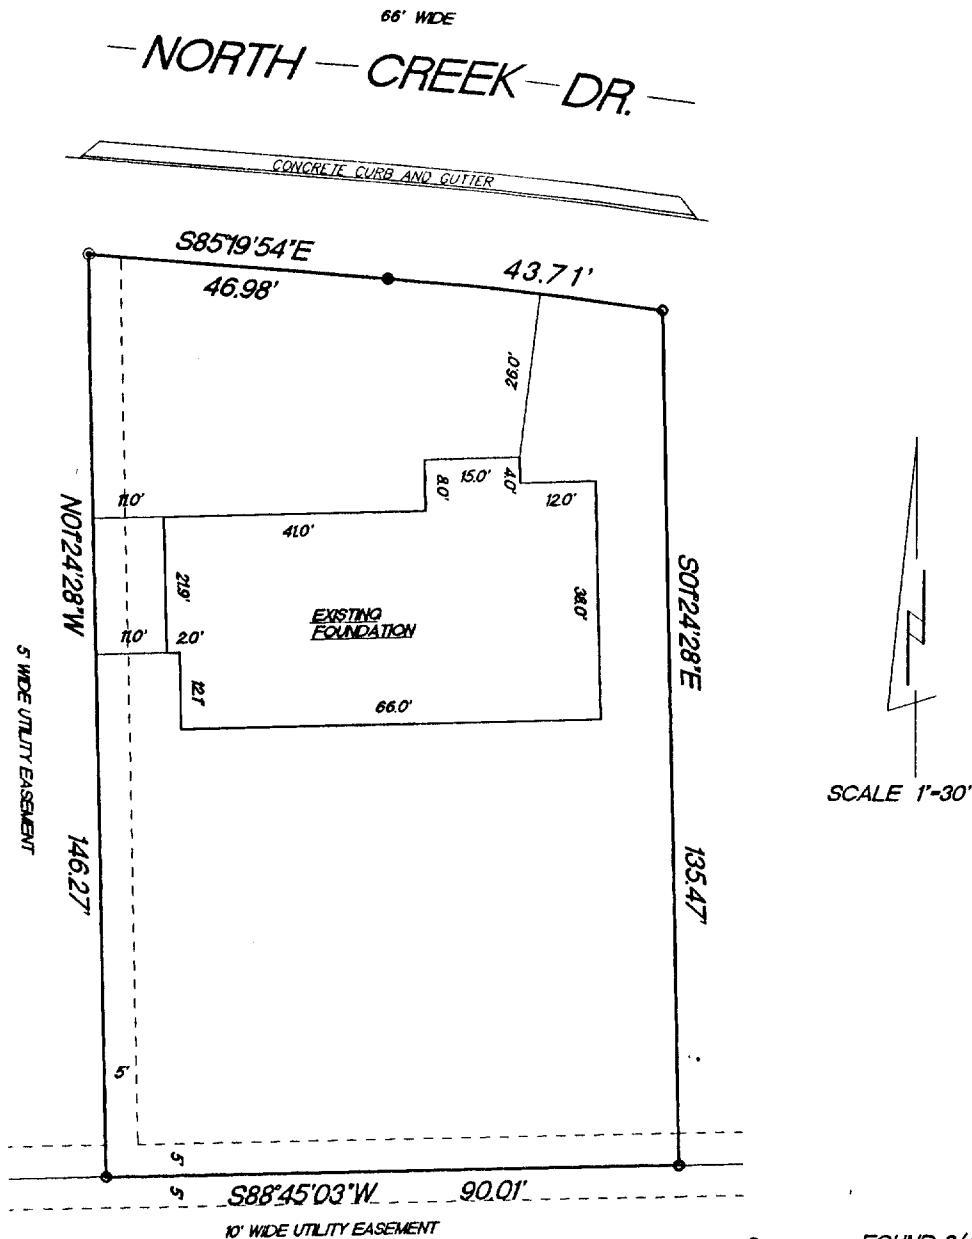 66' WIDE
NORTH CREEK DR.
CONCRETE CURB AND GUTTER
S85°19'54"E
46.98'
43.71'
29.0'
15.0'
8.0'
4.0'
12.0'
11.0'
41.0'
21.9'
38.0'
N01°24'28"W
S01°24'28"E
EXISTING
FOUNDATION
11.0'
2.0'
12.1'
66.0'
5' WIDE UTILITY EASEMENT
SCALE 1"=30'
146.27'
135.47'
5'
5'
5'
S88°45'03"W 90.01'
10' WIDE UTILITY EASEMENT